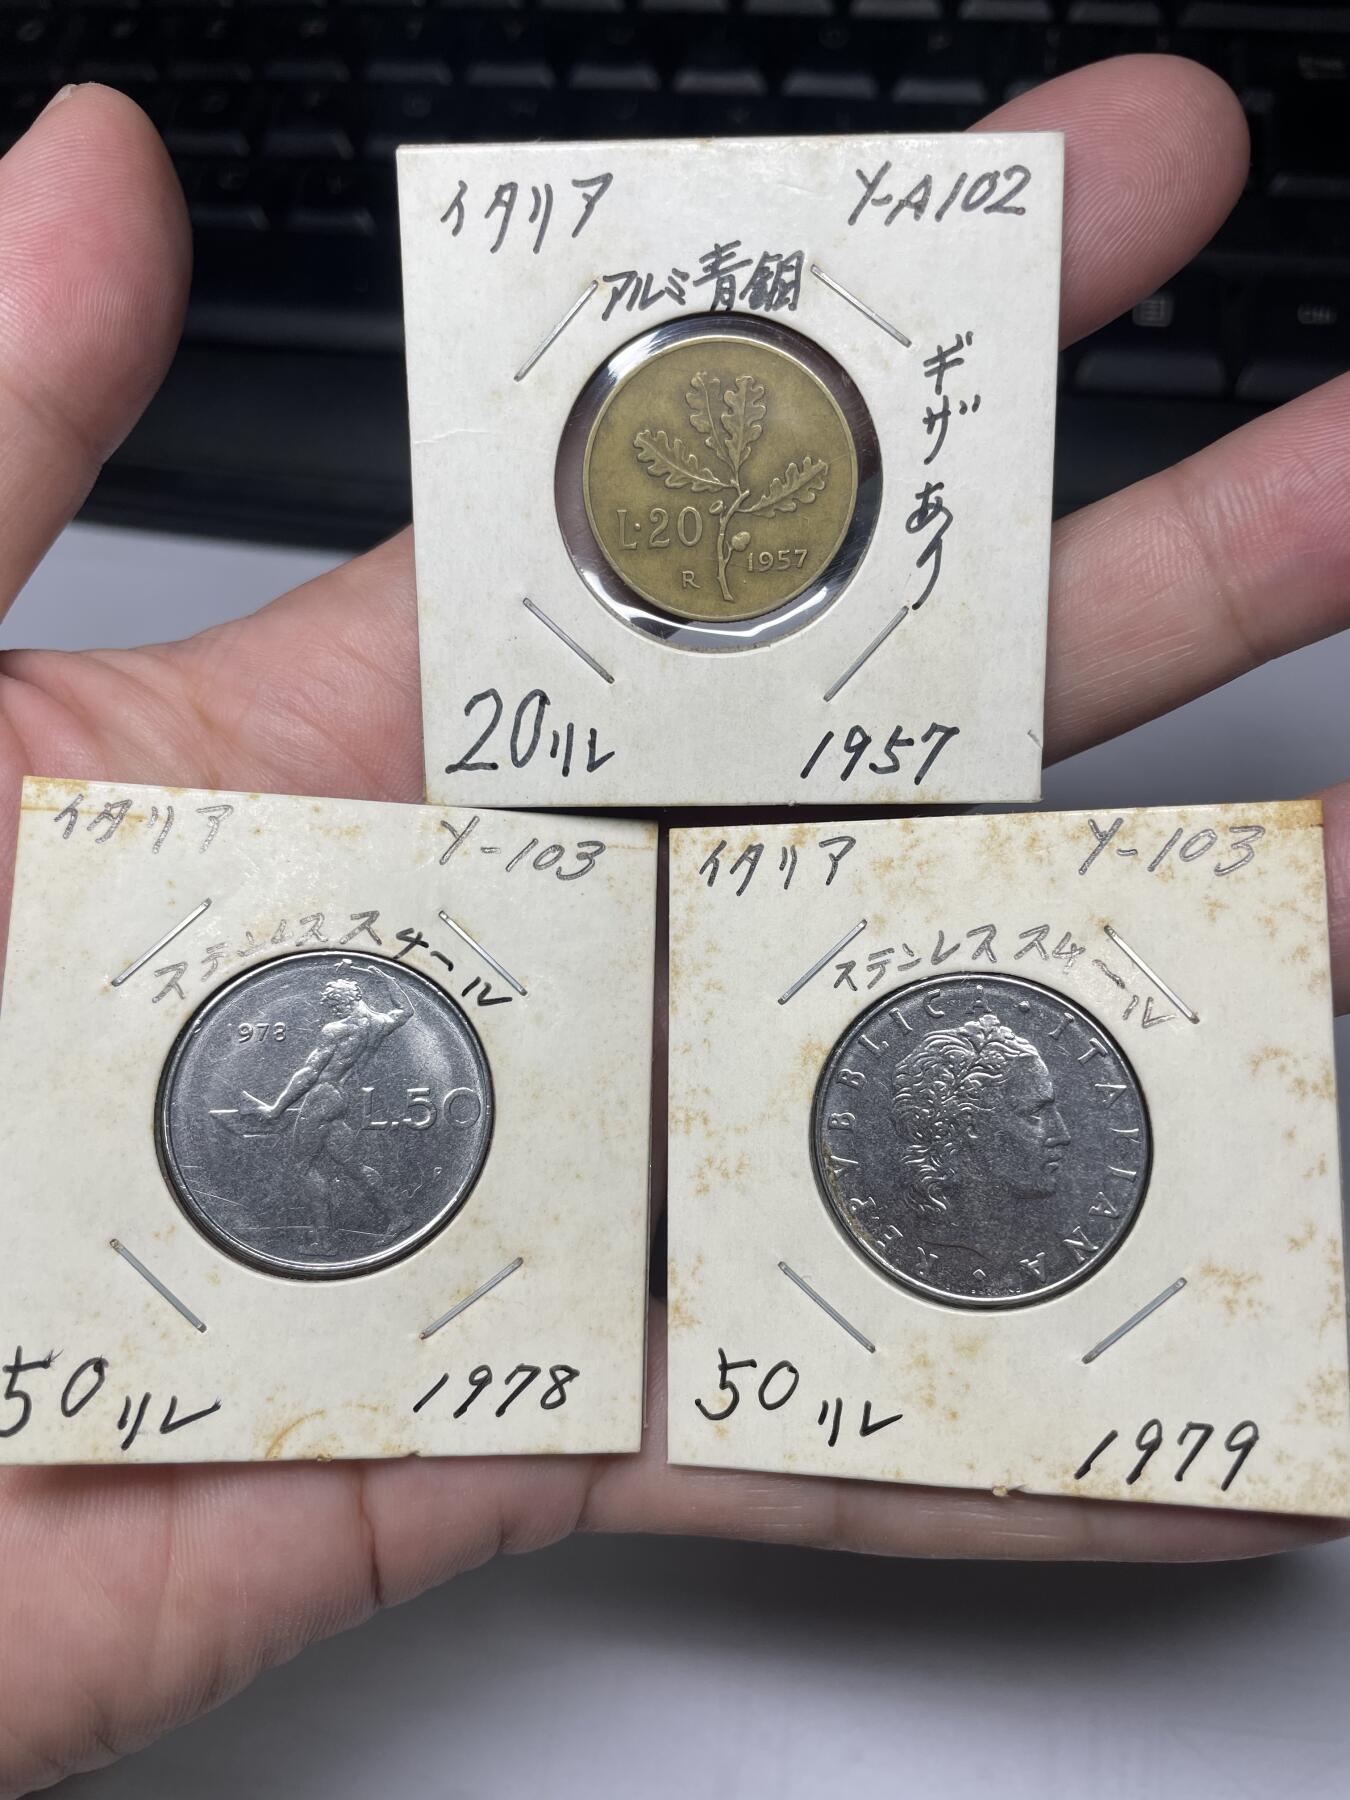 イタリア
Y-A102
アルミ青銅
ギザあり
L·20
R
1957
20リレ
1957
イタリア
Y-103
ステンレススチール
978
L.50
50リレ
1978
イタリア
Y-103
ステンレススチール
REPVBBLICA·ITALIANA
50リレ
1979